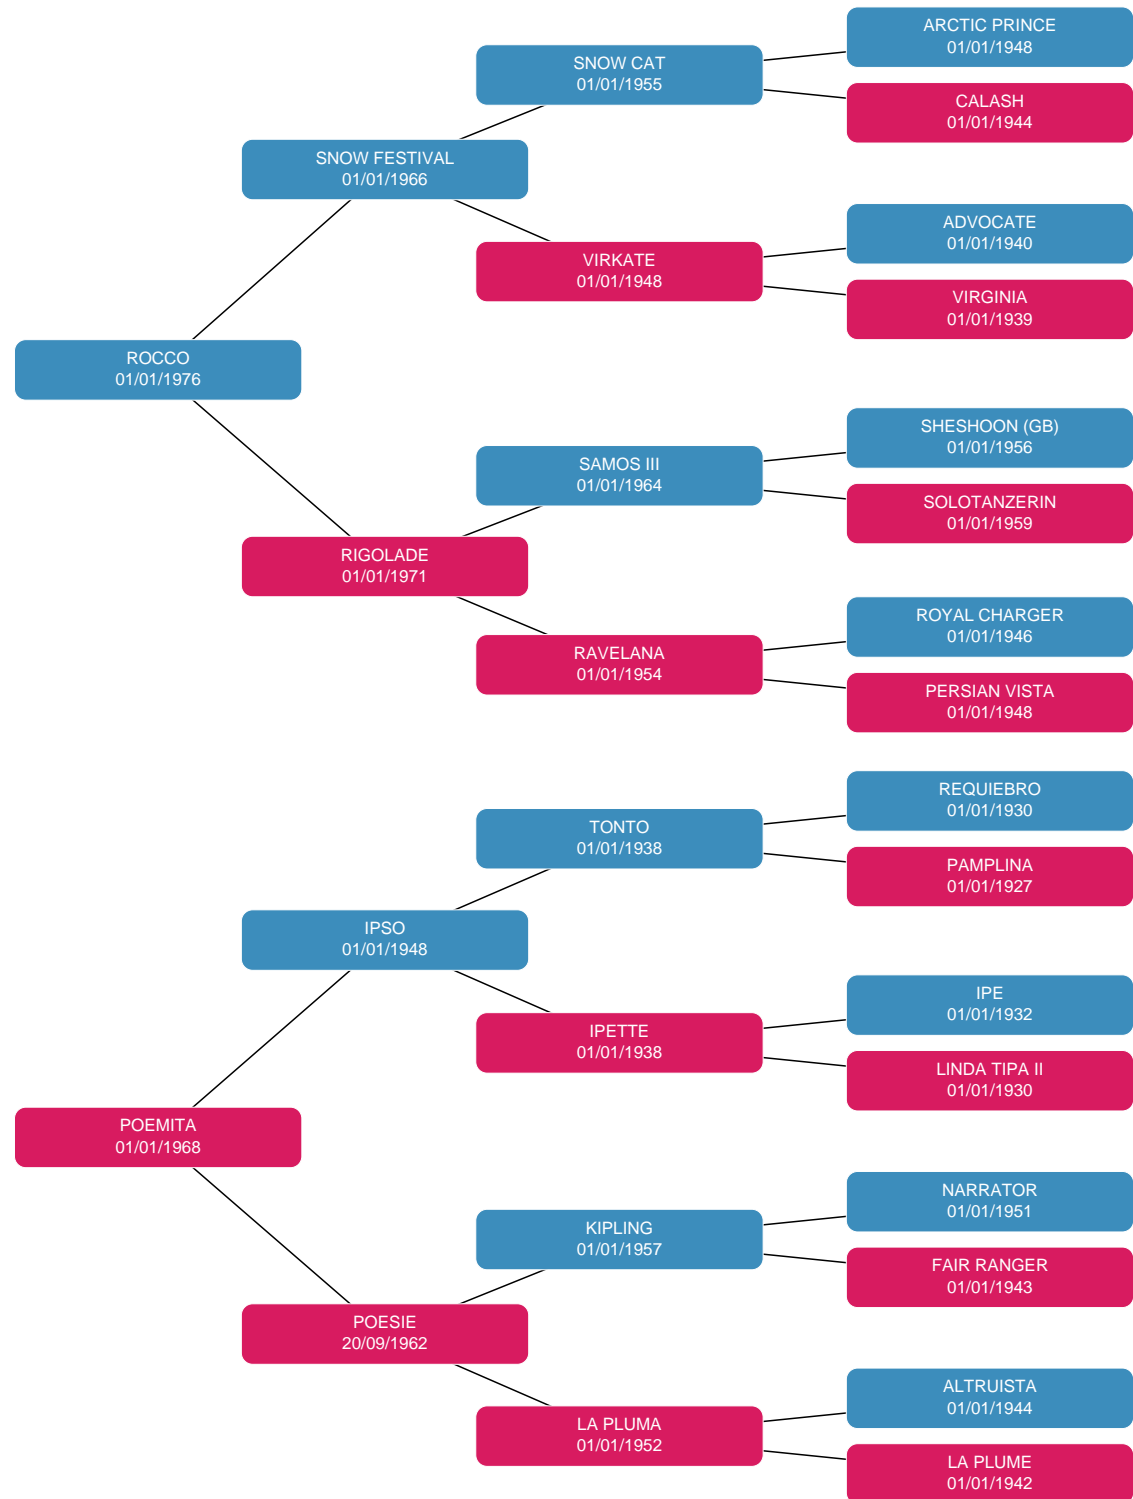 ARCTIC PRINCE
01/01/1948
SNOW CAT
01/01/1955
CALASH
01/01/1944
SNOW FESTIVAL
01/01/1966
ADVOCATE
01/01/1940
VIRKATE
01/01/1948
VIRGINIA
01/01/1939
ROCCO
01/01/1976
SHESHOON (GB)
01/01/1956
SAMOS III
01/01/1964
SOLOTANZERIN
01/01/1959
RIGOLADE
01/01/1971
ROYAL CHARGER
01/01/1946
RAVELANA
01/01/1954
PERSIAN VISTA
01/01/1948
REQUIEBRO
01/01/1930
TONTO
01/01/1938
PAMPLINA
01/01/1927
IPSO
01/01/1948
IPE
01/01/1932
IPETTE
01/01/1938
LINDA TIPA II
01/01/1930
POEMITA
01/01/1968
NARRATOR
01/01/1951
KIPLING
01/01/1957
FAIR RANGER
01/01/1943
POESIE
20/09/1962
ALTRUISTA
01/01/1944
LA PLUMA
01/01/1952
LA PLUME
01/01/1942